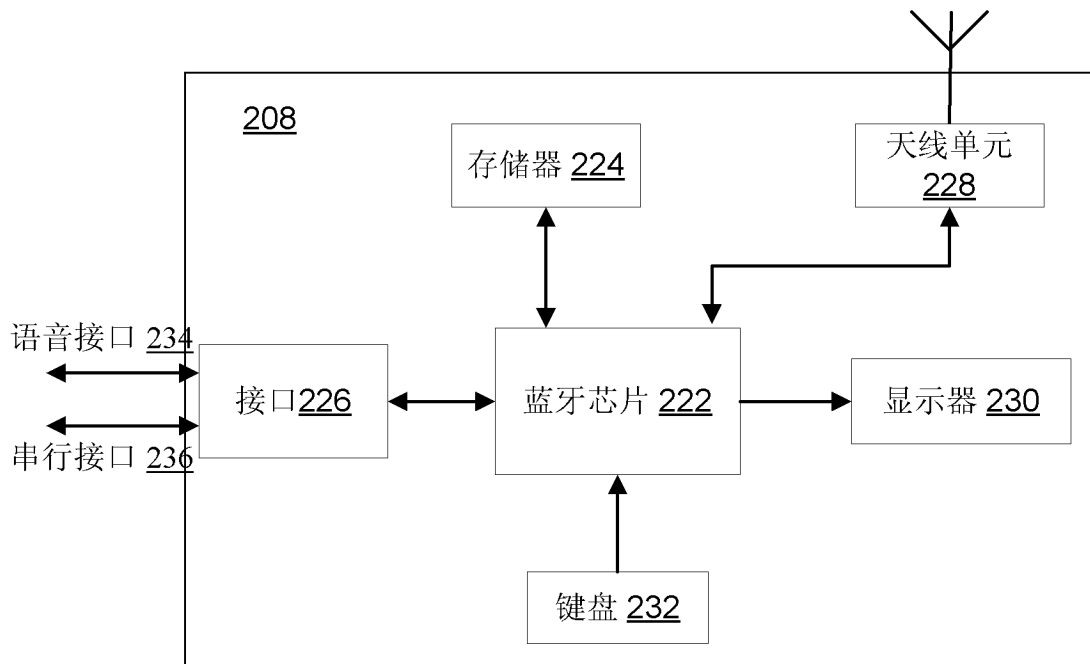 208
存储器 224
天线单元
228
语音接口 234
接口226
蓝牙芯片 222
显示器 230
串行接口 236
键盘 232